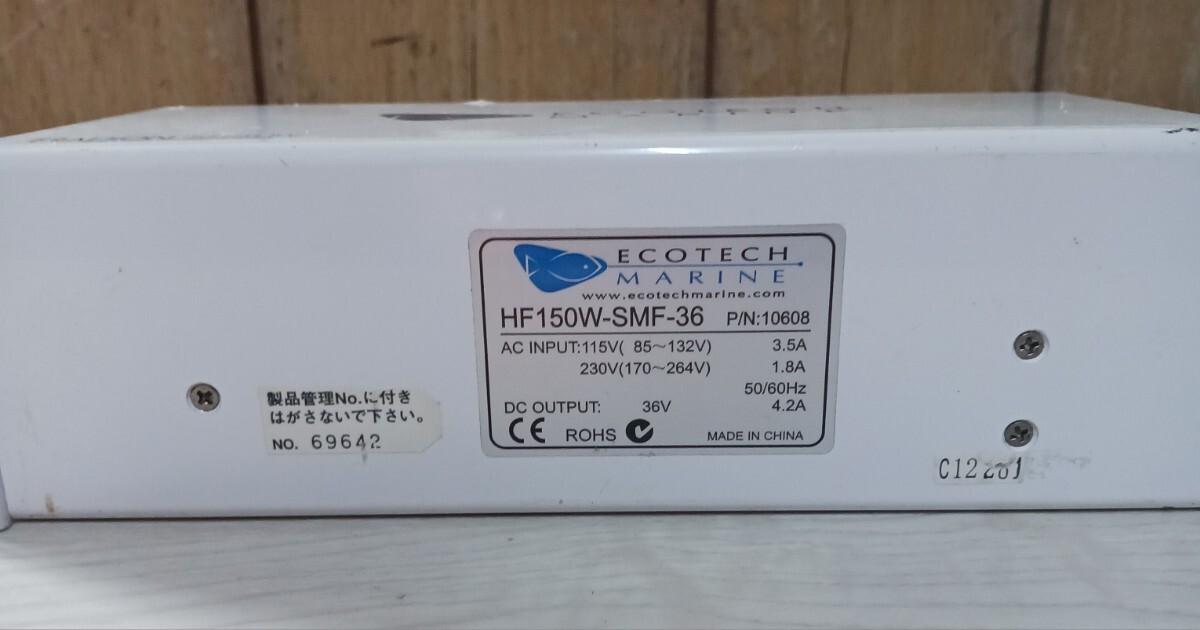 ECOTECH
MARINE
www.ecotechmarine.com
HF150W-SMF-36 P/N:10608
AC INPUT:115V( 85~132V) 3.5A
230V(170~264V) 1.8A
50/60Hz
DC OUTPUT: 36V 4.2A
CE ROHS MADE IN CHINA
製品管理No.に付き
はがさないで下さい。
NO. 69642